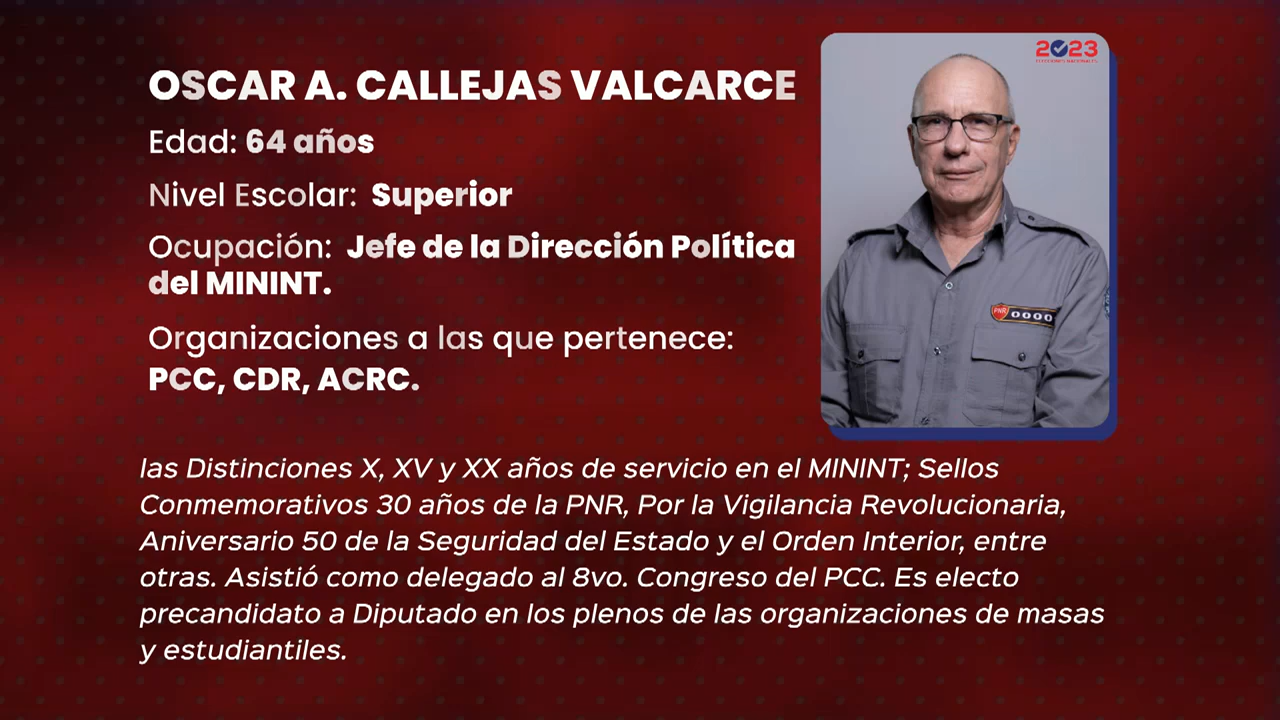 2023
ELECCIONES NACIONALES
OSCAR A. CALLEJAS VALCARCE
Edad: 64 años
Nivel Escolar: Superior
Ocupación: Jefe de la Dirección Política
del MININT.
Organizaciones a las que pertenece:
PCC, CDR, ACRC.
PNR 0000
las Distinciones X, XV y XX años de servicio en el MININT; Sellos
Conmemorativos 30 años de la PNR, Por la Vigilancia Revolucionaria,
Aniversario 50 de la Seguridad del Estado y el Orden Interior, entre
otras. Asistió como delegado al 8vo. Congreso del PCC. Es electo
precandidato a Diputado en los plenos de las organizaciones de masas
y estudiantiles.